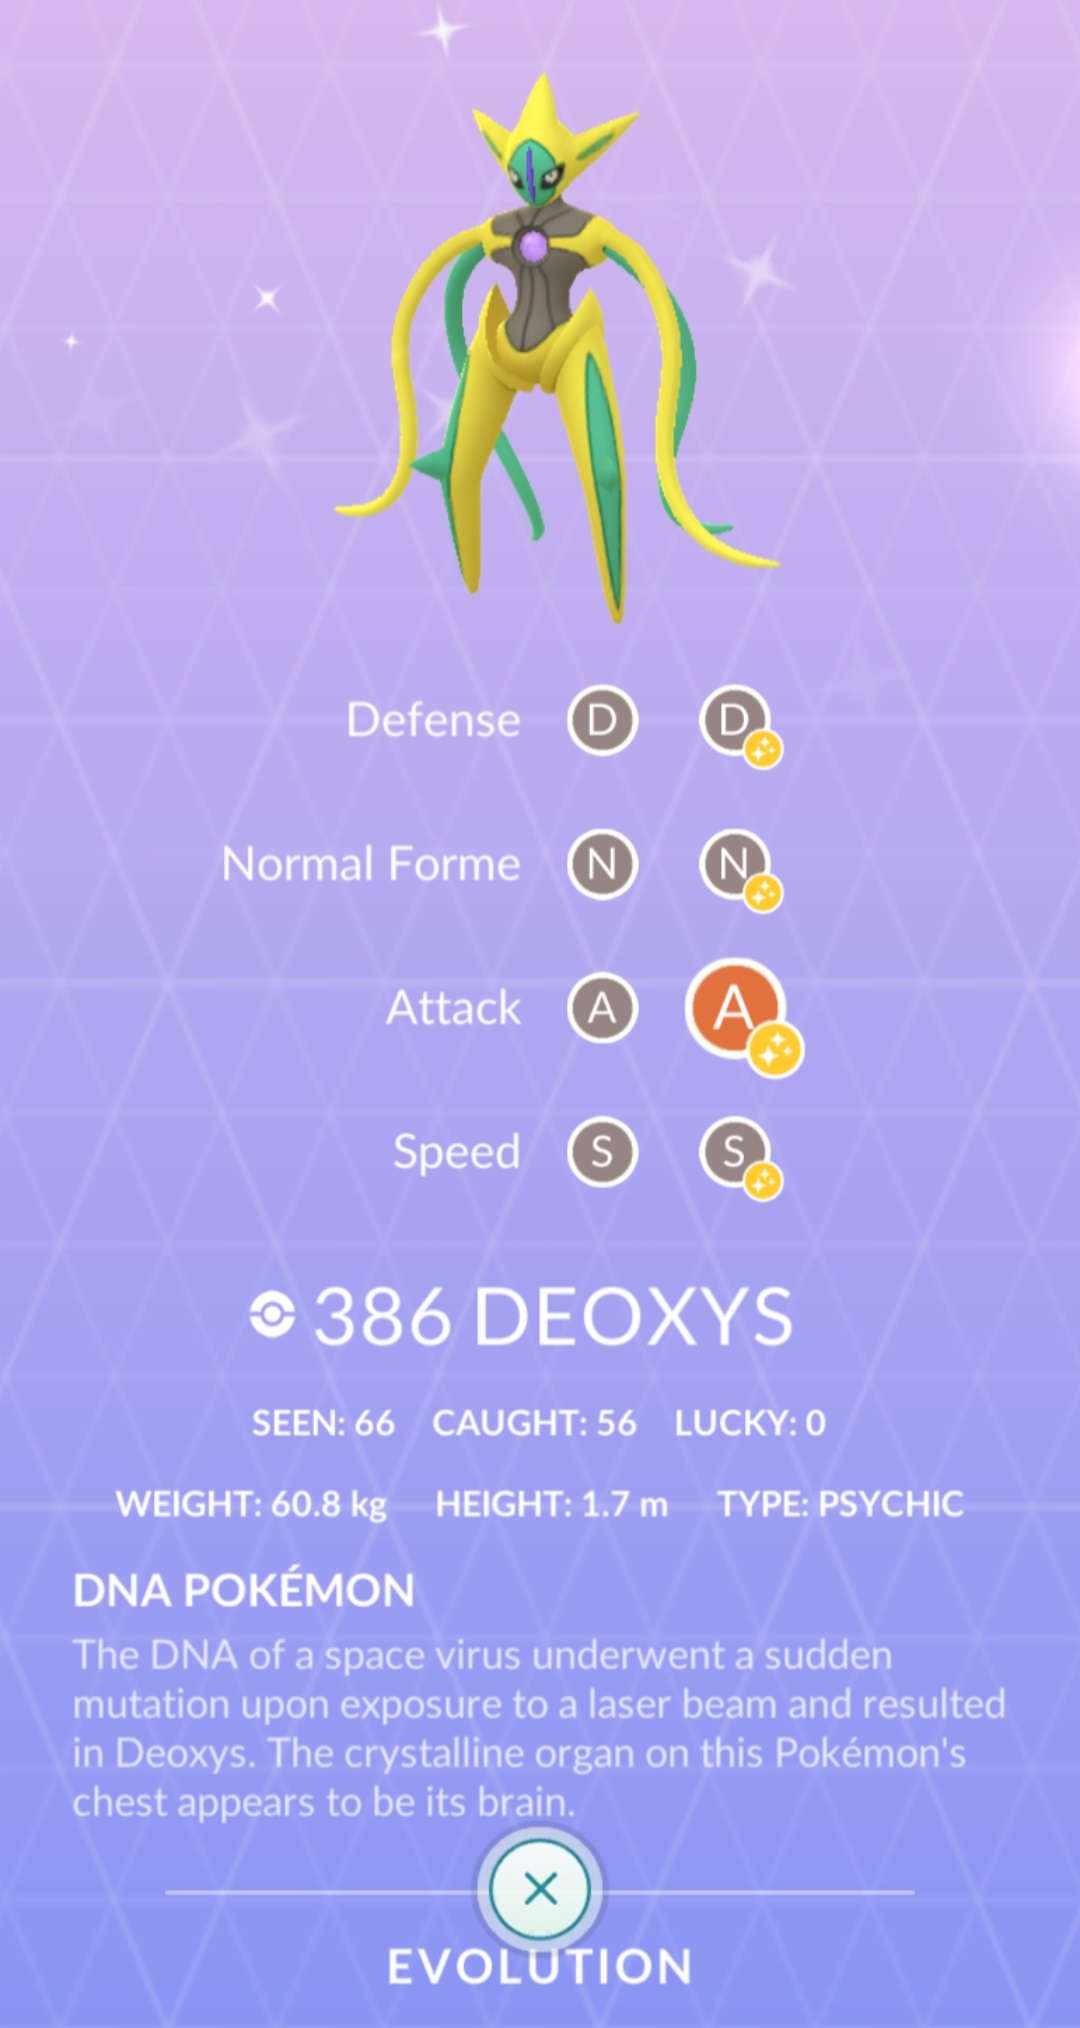 Defense D D
Normal Forme N N
Attack A A
Speed S S
386 DEOXYS
SEEN: 66 CAUGHT: 56 LUCKY: 0
WEIGHT: 60.8 kg HEIGHT: 1.7 m TYPE: PSYCHIC
DNA POKÉMON
The DNA of a space virus underwent a sudden
mutation upon exposure to a laser beam and resulted
in Deoxys. The crystalline organ on this Pokémon's
chest appears to be its brain.
EVOLUTION